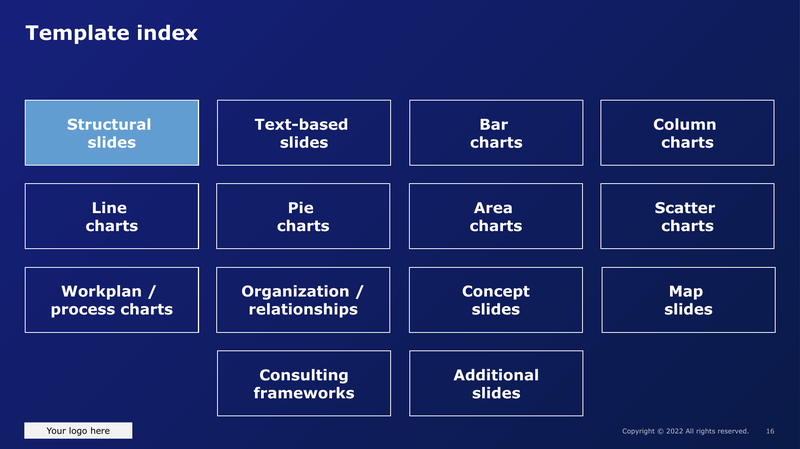 Template index
Structural
slides
Text-based
slides
Bar
charts
Column
charts
Line
charts
Pie
charts
Area
charts
Scatter
charts
Workplan /
process charts
Organization /
relationships
Concept
slides
Map
slides
Consulting
frameworks
Additional
slides
Your logo here
Copyright © 2022 All rights reserved.
16